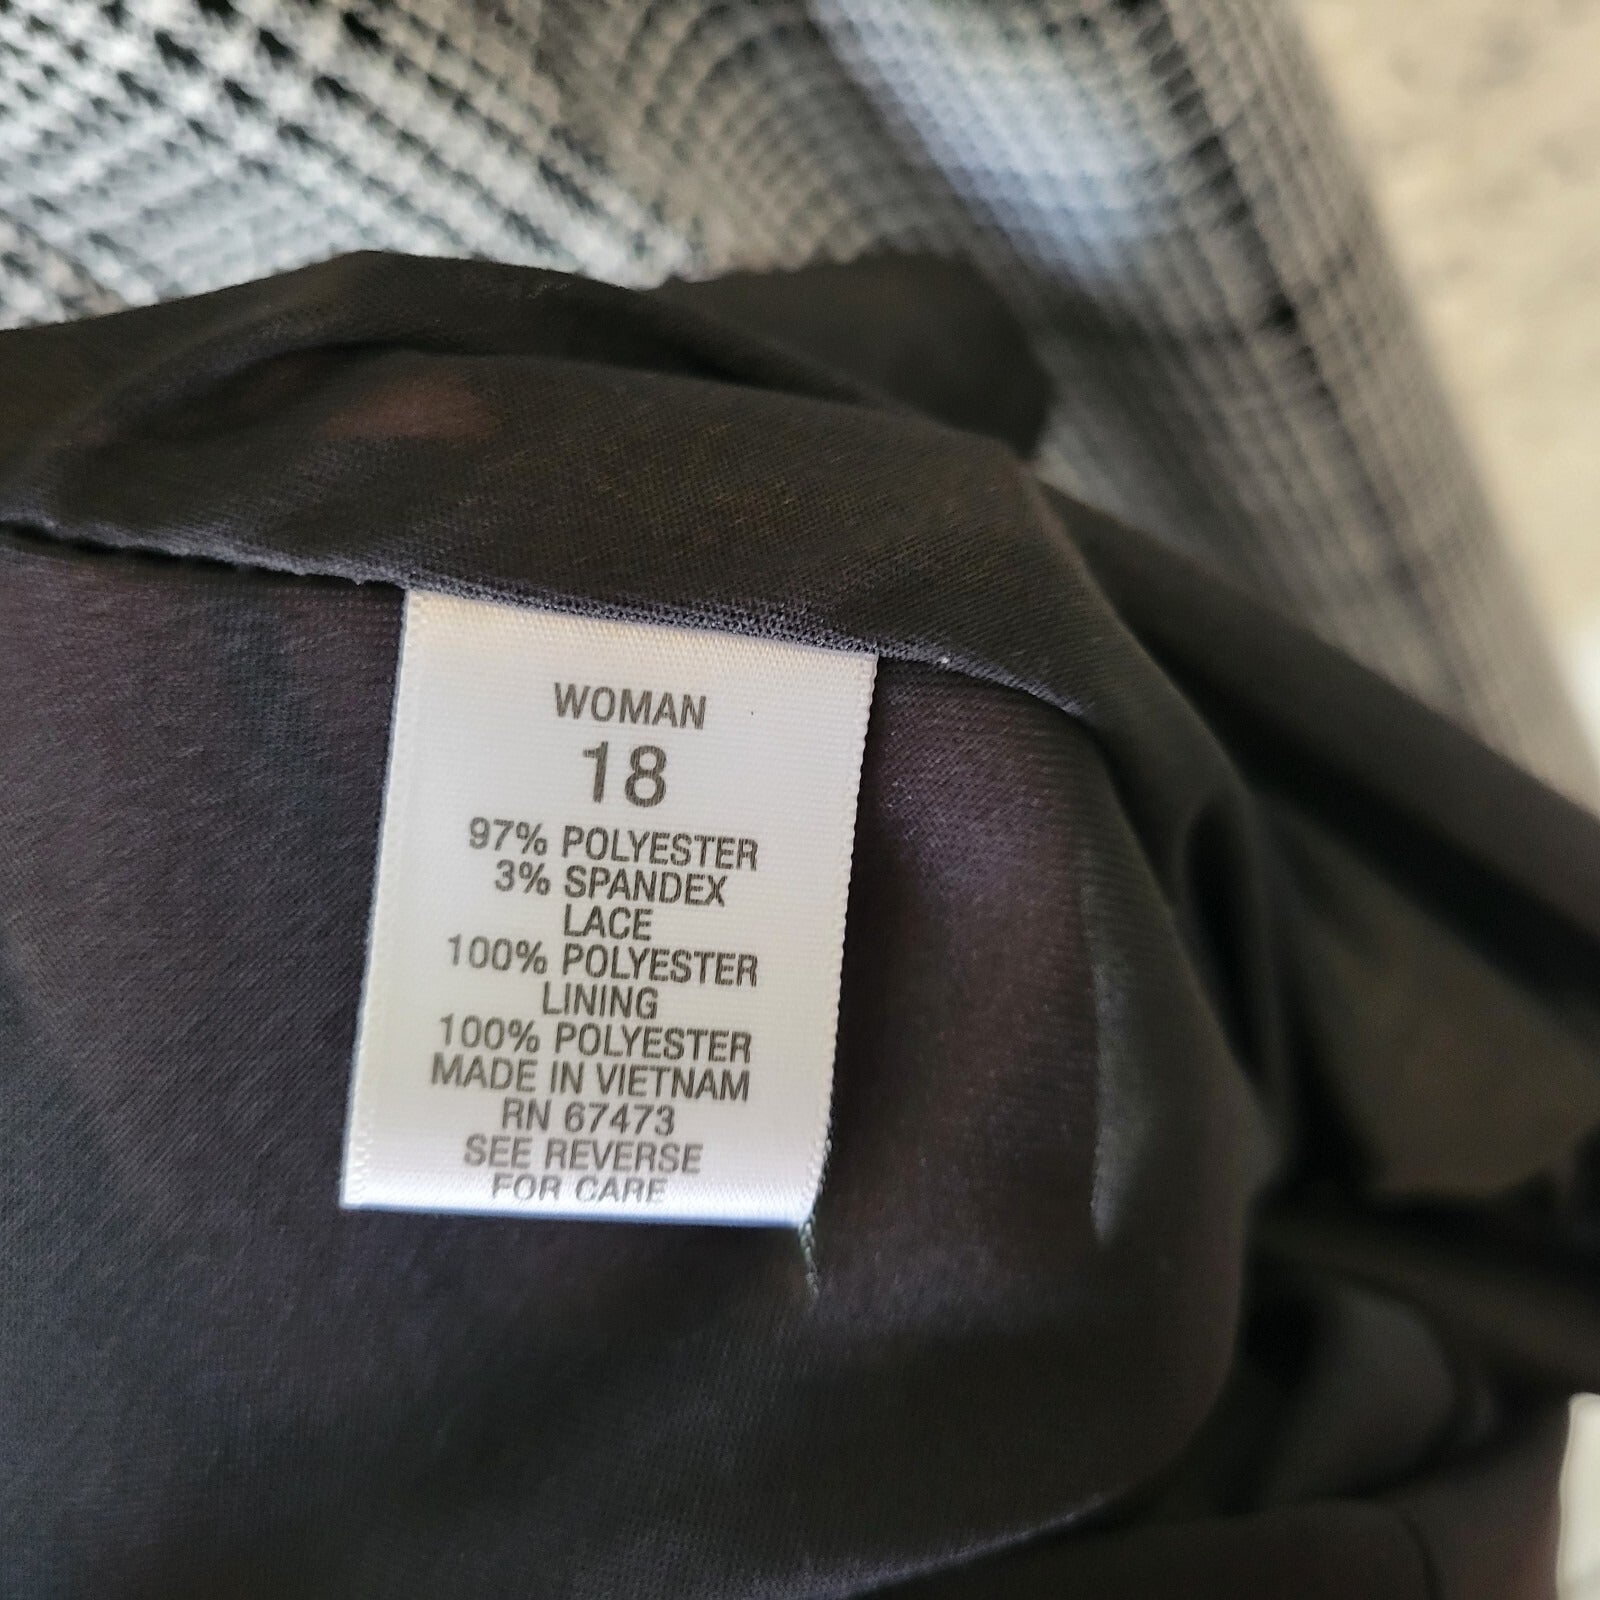 WOMAN
18
97% POLYESTER
3% SPANDEX
LACE
100% POLYESTER
LINING
100% POLYESTER
MADE IN VIETNAM
RN 67473
SEE REVERSE
FOR CARE